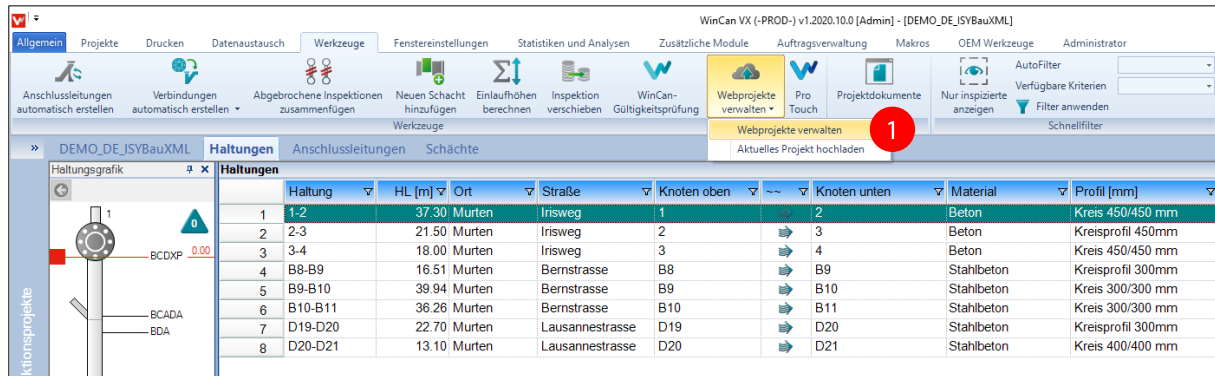 WinCan VX (-PROD-) v1.2020.10.0 [Admin] - [DEMO_DE_ISYBauXML]
Allgemein Projekte Drucken Datenaustausch Werkzeuge Fenstereinstellungen Statistiken und Analysen Zusätzliche Module Auftragsverwaltung Makros OEM Werkzeuge Administrator
Anschlussleitungen
automatisch erstellen
Verbindungen
automatisch erstellen
Abgebrochene Inspektionen
zusammenfügen
Neuen Schacht
hinzufügen
Einlaufhöhen
berechnen
Inspektion
verschieben
WinCan-
Gültigkeitsprüfung
Webprojekte
verwalten
Pro
Touch
Projektdokumente
Nur inspizierte
anzeigen
AutoFilter
Verfügbare Kriterien
Filter anwenden
Werkzeuge
Schnellfilter
Webprojekte verwalten
1
Aktuelles Projekt hochladen
» DEMO_DE_ISYBauXML Haltungen Anschlussleitungen Schächte
Haltungsgrafik
Haltungen
Haltung HL [m] Ort Straße Knoten oben ~~ Knoten unten Material Profil [mm]
1 1-2 37.30 Murten Irisweg 1 2 Beton Kreis 450/450 mm
2 2-3 21.50 Murten Irisweg 2 3 Beton Kreisprofil 450mm
3 3-4 18.00 Murten Irisweg 3 4 Beton Kreis 450/450 mm
4 B8-B9 16.51 Murten Bernstrasse B8 B9 Stahlbeton Kreisprofil 300mm
5 B9-B10 39.94 Murten Bernstrasse B9 B10 Stahlbeton Kreis 300/300 mm
6 B10-B11 36.26 Murten Bernstrasse B10 B11 Stahlbeton Kreis 300/300 mm
7 D19-D20 22.70 Murten Lausannestrasse D19 D20 Stahlbeton Kreisprofil 300mm
8 D20-D21 13.10 Murten Lausannestrasse D20 D21 Stahlbeton Kreis 400/400 mm
1
0
BCDXP 0.00
BCADA
BDA
ktionsprojekte